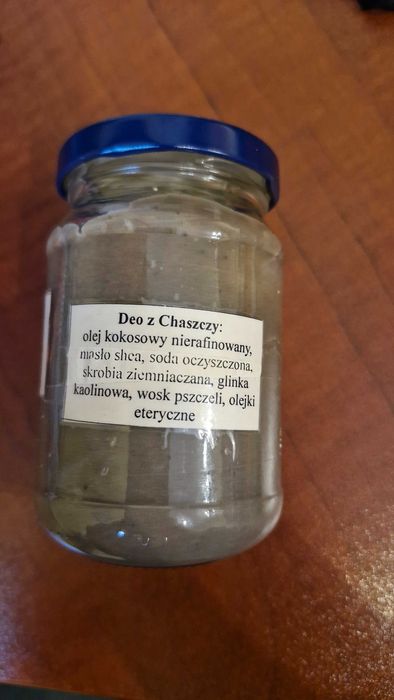 Deo z Chaszczy:
olej kokosowy nierafinowany,
masło shea, soda oczyszczona,
skrobia ziemniaczana, glinka
kaolinowa, wosk pszczeli, olejki
eteryczne